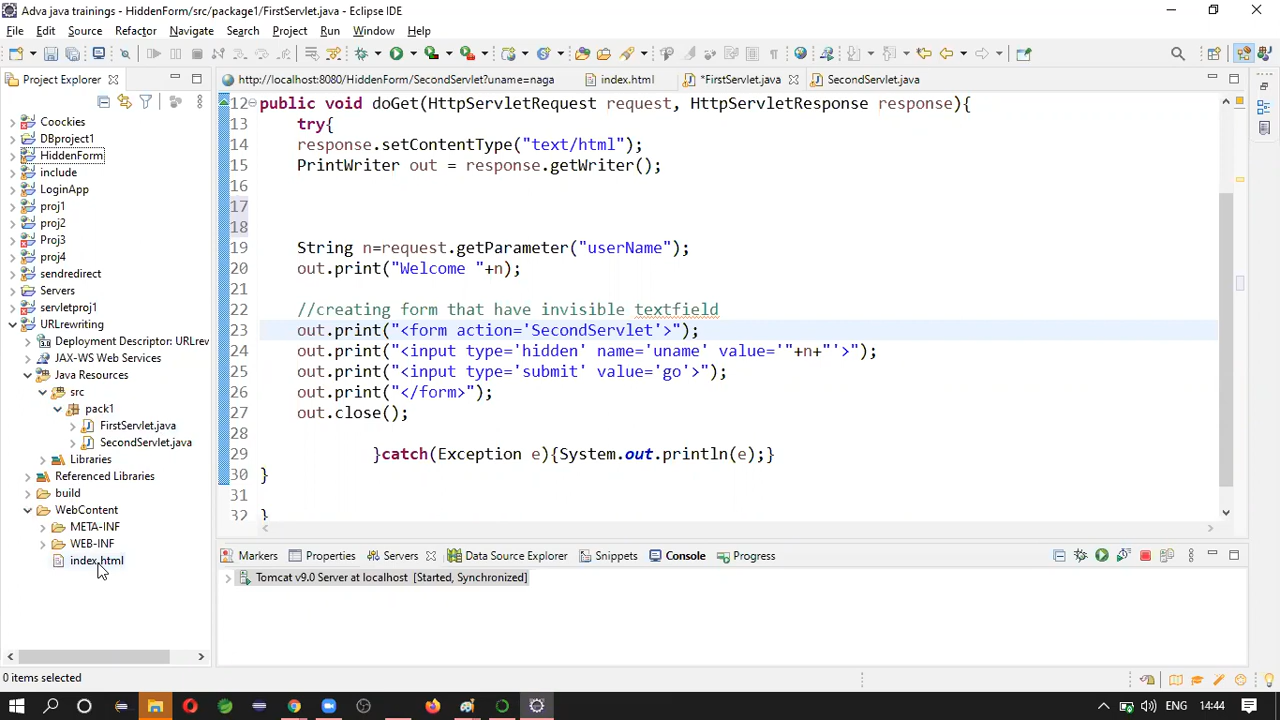 Adva java trainings - HiddenForm/src/package1/FirstServlet.java - Eclipse IDE
File Edit Source Refactor Navigate Search Project Run Window Help
Project Explorer
http://localhost:8080/HiddenForm/SecondServlet?uname=naga
index.html
*FirstServlet.java
SecondServlet.java
Coockies
DBproject1
HiddenForm
include
LoginApp
proj1
proj2
Proj3
proj4
sendredirect
Servers
servletproj1
URLrewriting
Deployment Descriptor: URLrew
JAX-WS Web Services
Java Resources
src
pack1
FirstServlet.java
SecondServlet.java
Libraries
Referenced Libraries
build
WebContent
META-INF
WEB-INF
index.html
12 public void doGet(HttpServletRequest request, HttpServletResponse response){
13 try{
14 response.setContentType("text/html");
15 PrintWriter out = response.getWriter();
16
17
18
19 String n=request.getParameter("userName");
20 out.print("Welcome "+n);
21
22 //creating form that have invisible textfield
23 out.print("<form action='SecondServlet'>");
24 out.print("<input type='hidden' name='uname' value='"+n+"'>");
25 out.print("<input type='submit' value='go'>");
26 out.print("</form>");
27 out.close();
28
29 }catch(Exception e){System.out.println(e);}
30 }
31
32 }
Markers Properties Servers Data Source Explorer Snippets Console Progress
Tomcat v9.0 Server at localhost [Started, Synchronized]
0 items selected
ENG 14:44